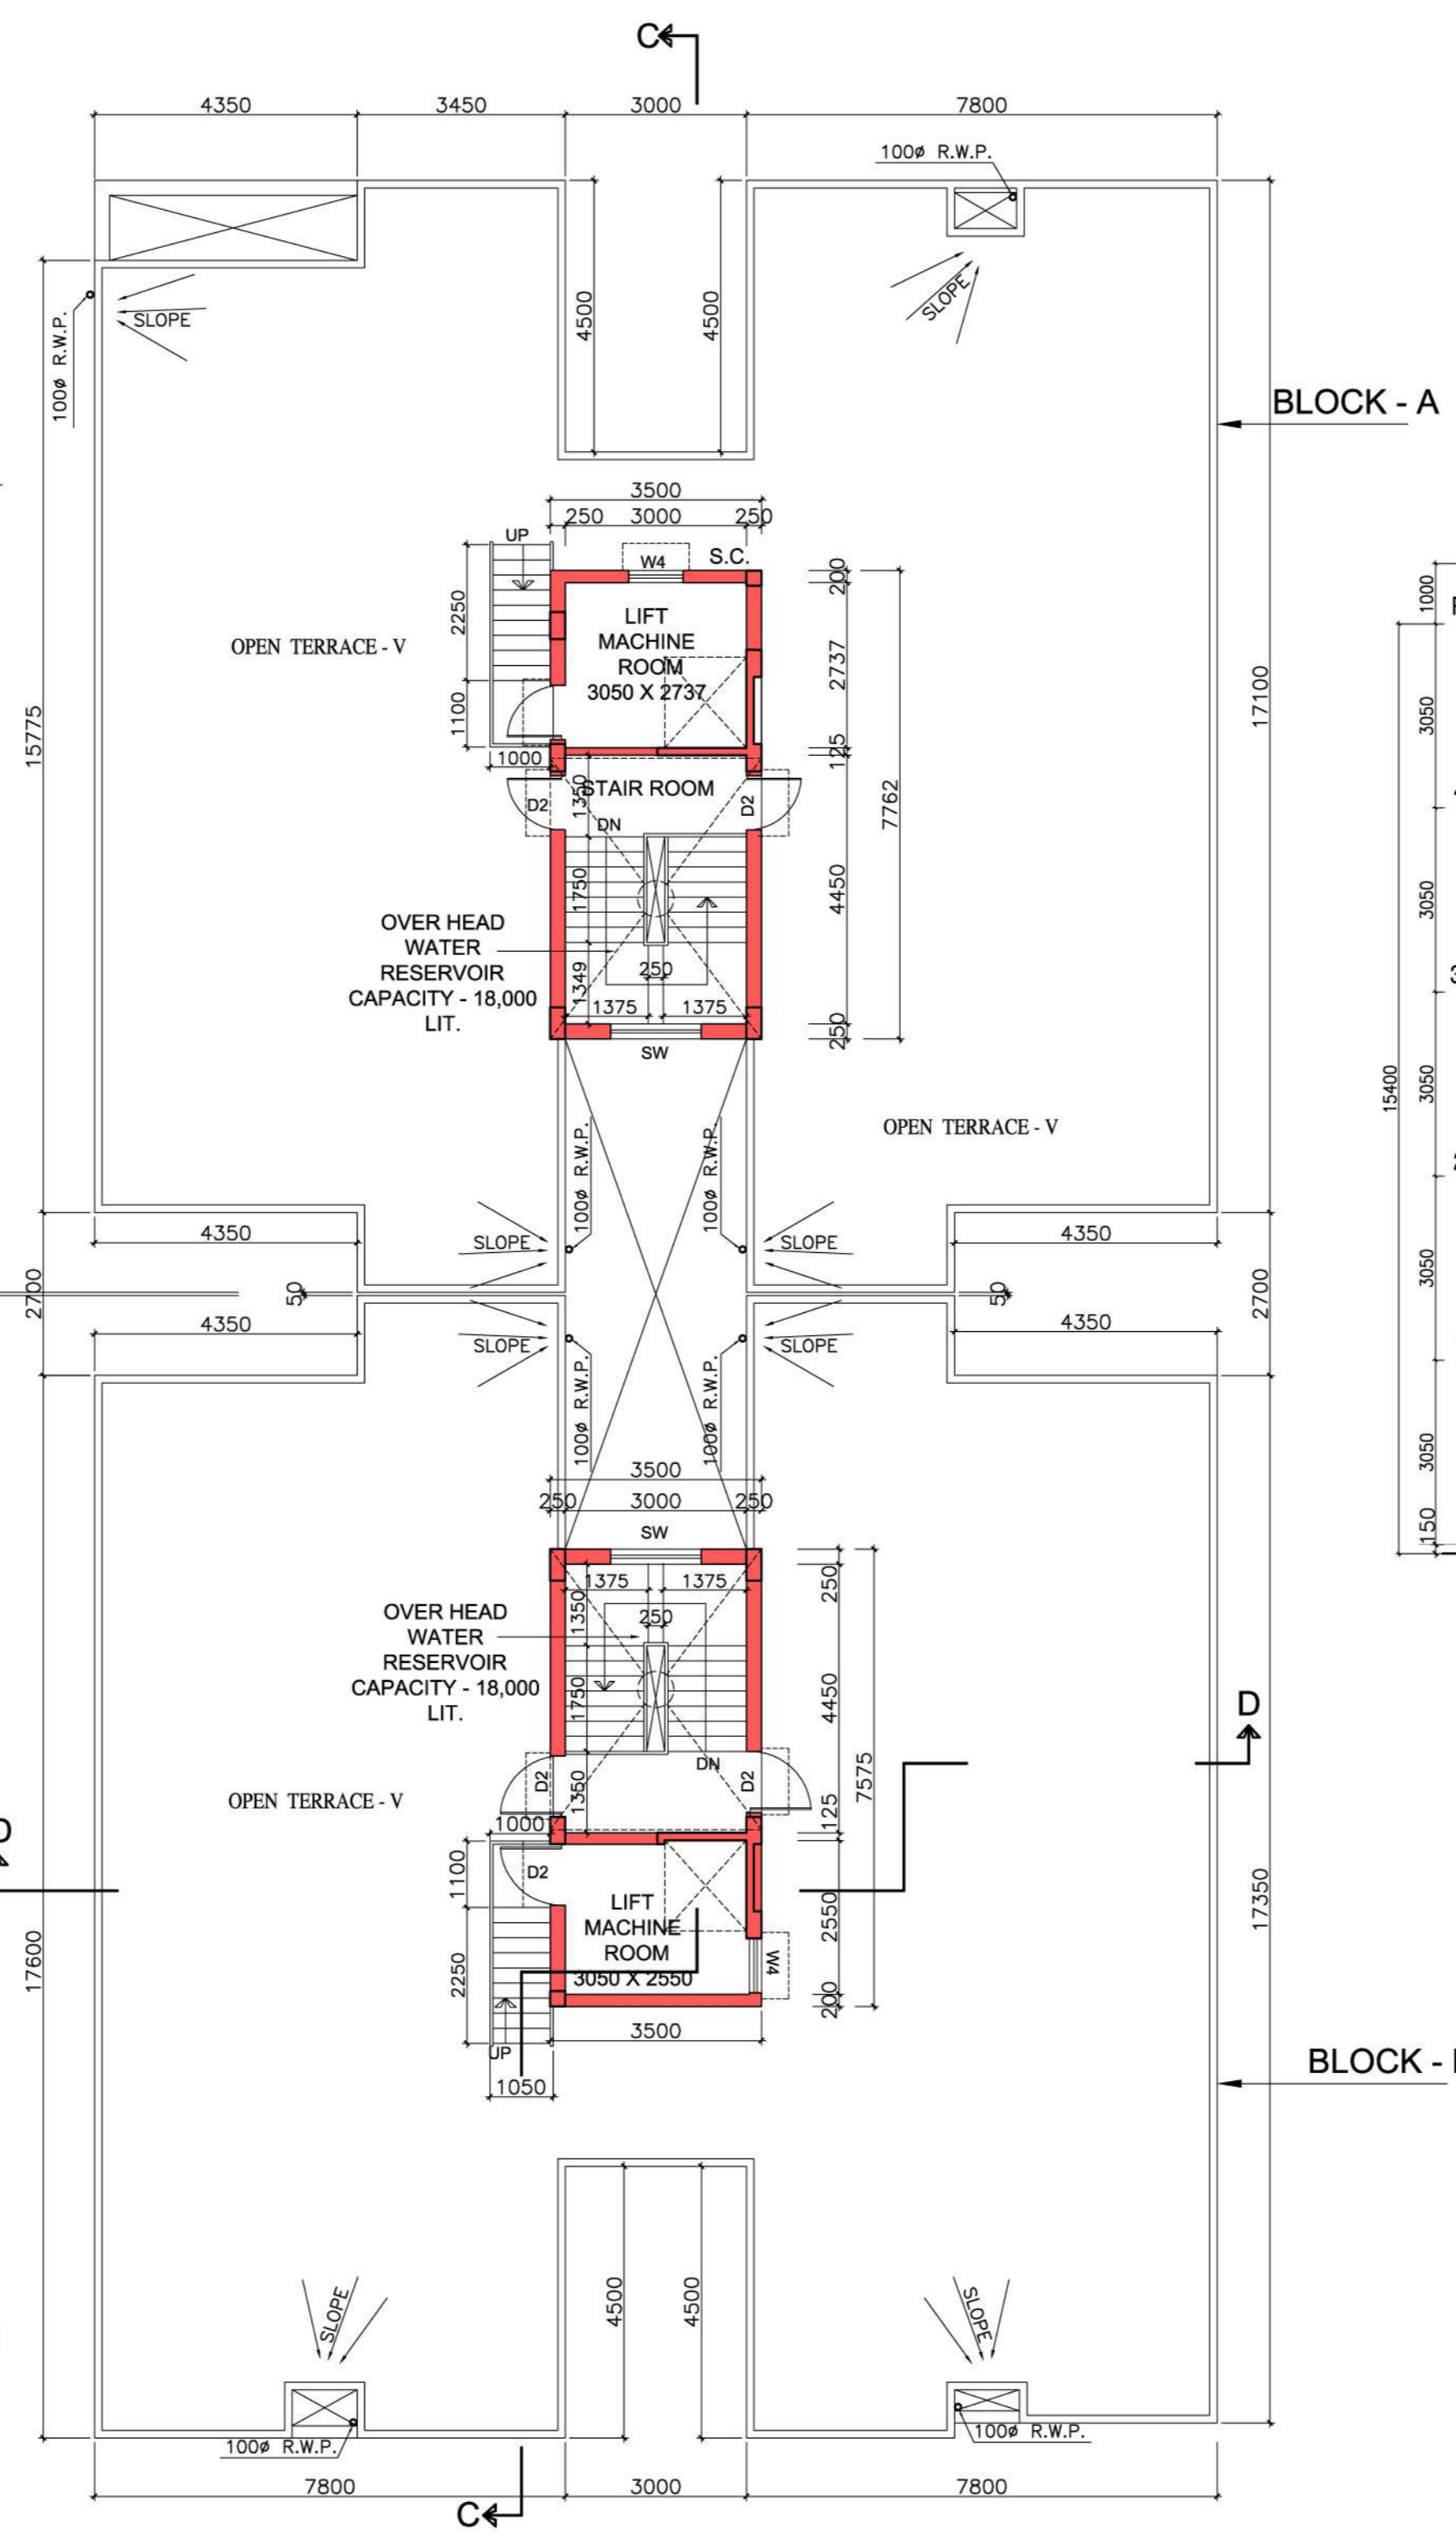 C
4350
3450
3000
7800
100ø R.W.P.
SLOPE
SLOPE
100ø R.W.P.
4500
4500
BLOCK - A
3500
250
3000
250
UP
W4
S.C.
200
1000
2250
LIFT
MACHINE
ROOM
3050 X 2737
OPEN TERRACE - V
2737
3050
17100
15775
1100
1000
125
STAIR ROOM
1350
D2
D2
DN
7762
1750
4450
3050
OVER HEAD
WATER
RESERVOIR
CAPACITY - 18,000
LIT.
1349
250
1375
1375
250
SW
15400
3050
OPEN TERRACE - V
100ø R.W.P.
100ø R.W.P.
4350
SLOPE
SLOPE
4350
3050
2700
50
50
2700
4350
SLOPE
SLOPE
4350
100ø R.W.P.
100ø R.W.P.
3050
3500
250
3000
250
SW
150
1375
1375
250
1350
250
OVER HEAD
WATER
RESERVOIR
CAPACITY - 18,000
LIT.
1750
4450
D
DN
7575
D2
D2
1350
OPEN TERRACE - V
125
1000
1100
D2
LIFT
MACHINE
ROOM
3050 X 2550
2550
W4
17350
17600
2250
200
3500
UP
1050
BLOCK -
4500
4500
SLOPE
SLOPE
100ø R.W.P.
100ø R.W.P.
7800
3000
7800
C